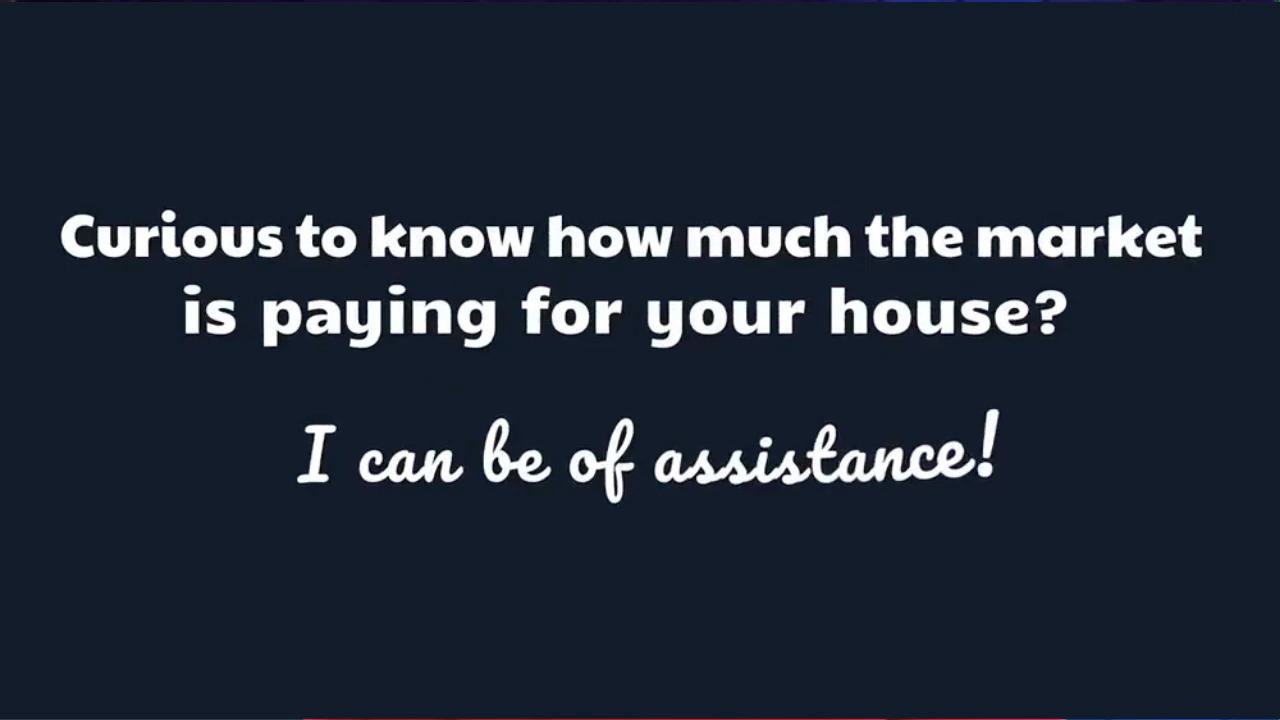 Curious to know how much the market
is paying for your house?
I can be of assistance!